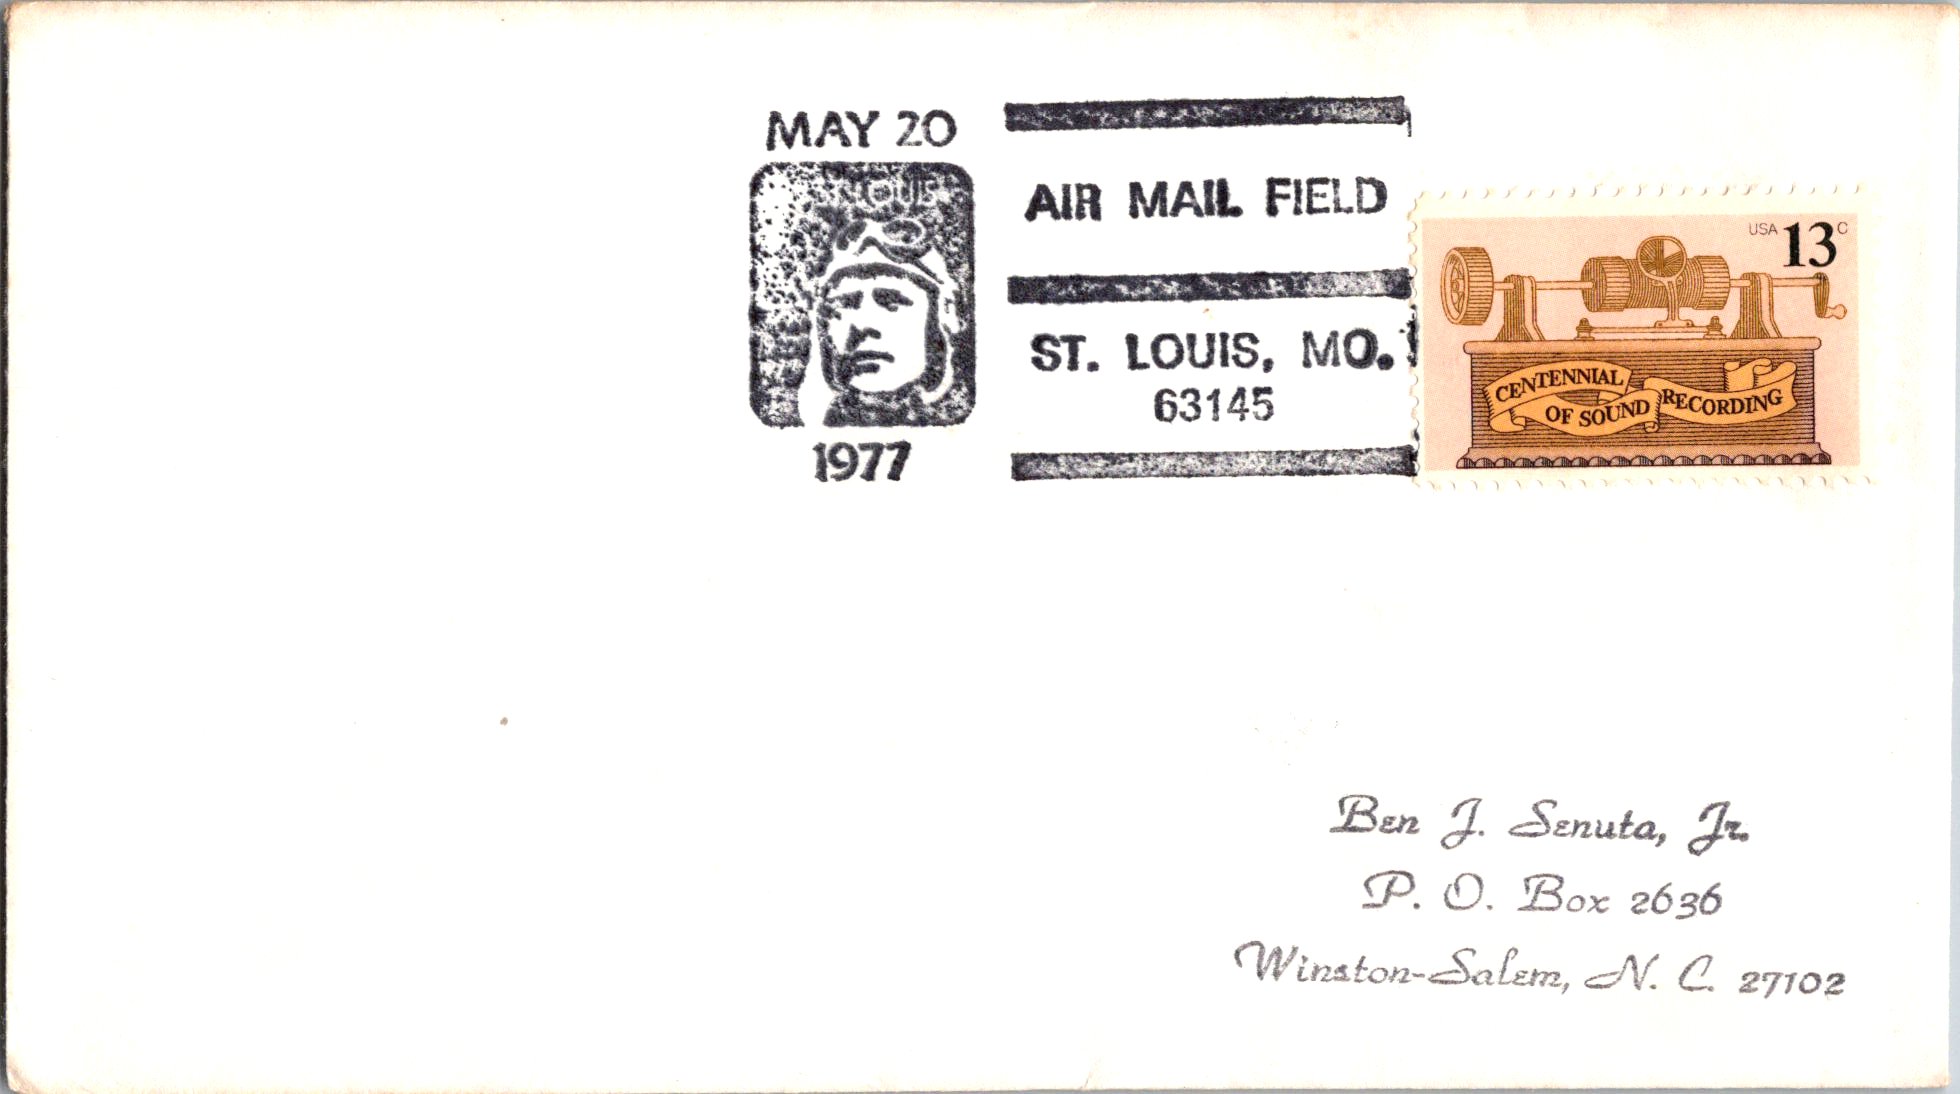 MAY 20
LOUIS
1977
AIR MAIL FIELD
ST. LOUIS, MO.
63145
USA 13c
CENTENNIAL
OF SOUND
RECORDING
Ben J. Senuta, Jr.
P. O. Box 2636
Winston-Salem, N. C. 27102